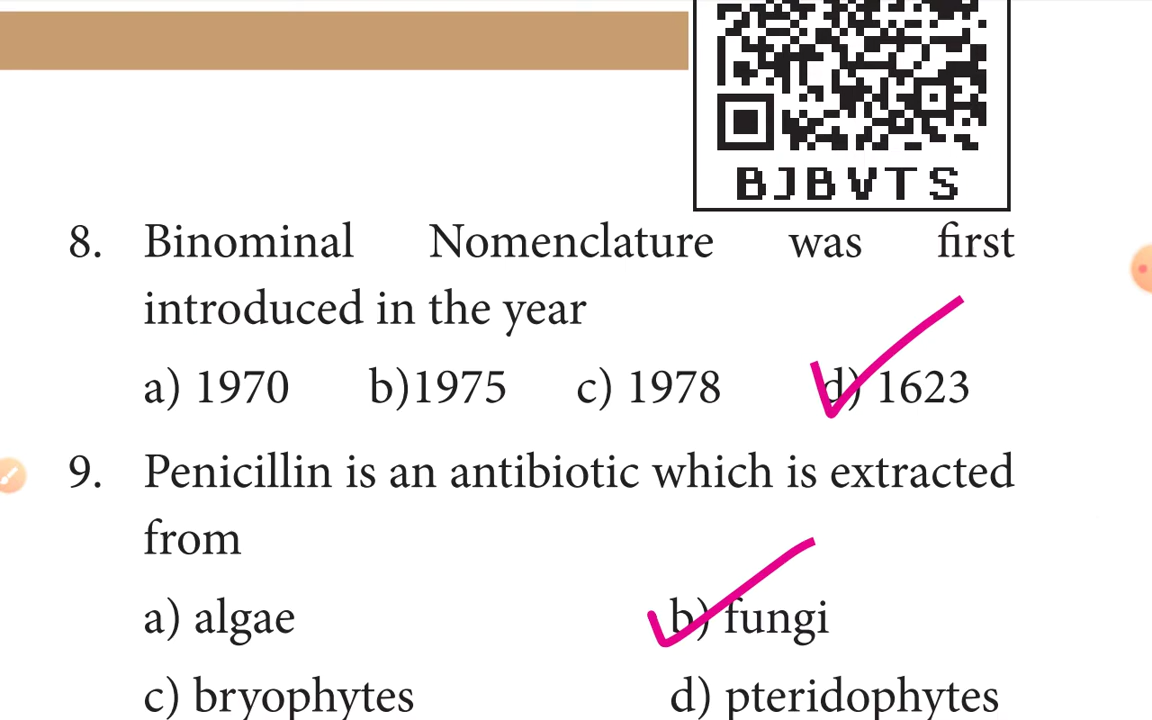 BJBVTS
8. Binominal Nomenclature was first
introduced in the year
a) 1970 b)1975 c) 1978 d) 1623
9. Penicillin is an antibiotic which is extracted
from
a) algae b) fungi
c) bryophytes d) pteridophytes